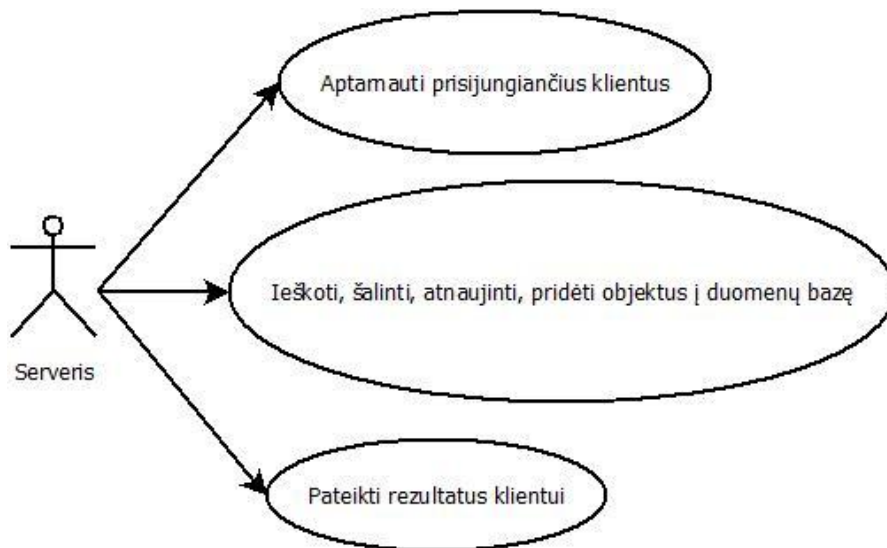 Aptarnauti prisijungiančius klientus
Ieškoti, šalinti, atnaujinti, pridėti objektus į duomenų bazę
Serveris
Pateikti rezultatus klientui